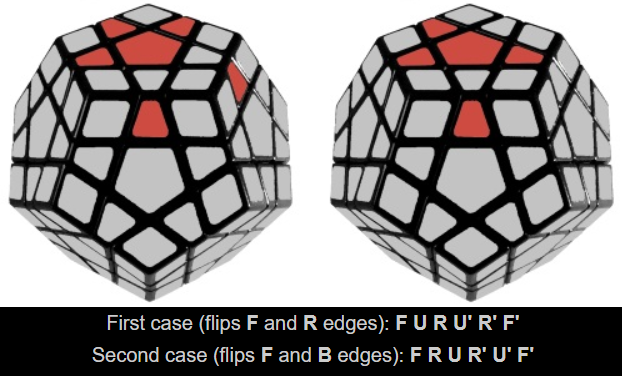 First case (flips F and R edges): F U R U' R' F'
Second case (flips F and B edges): F R U R' U' F'